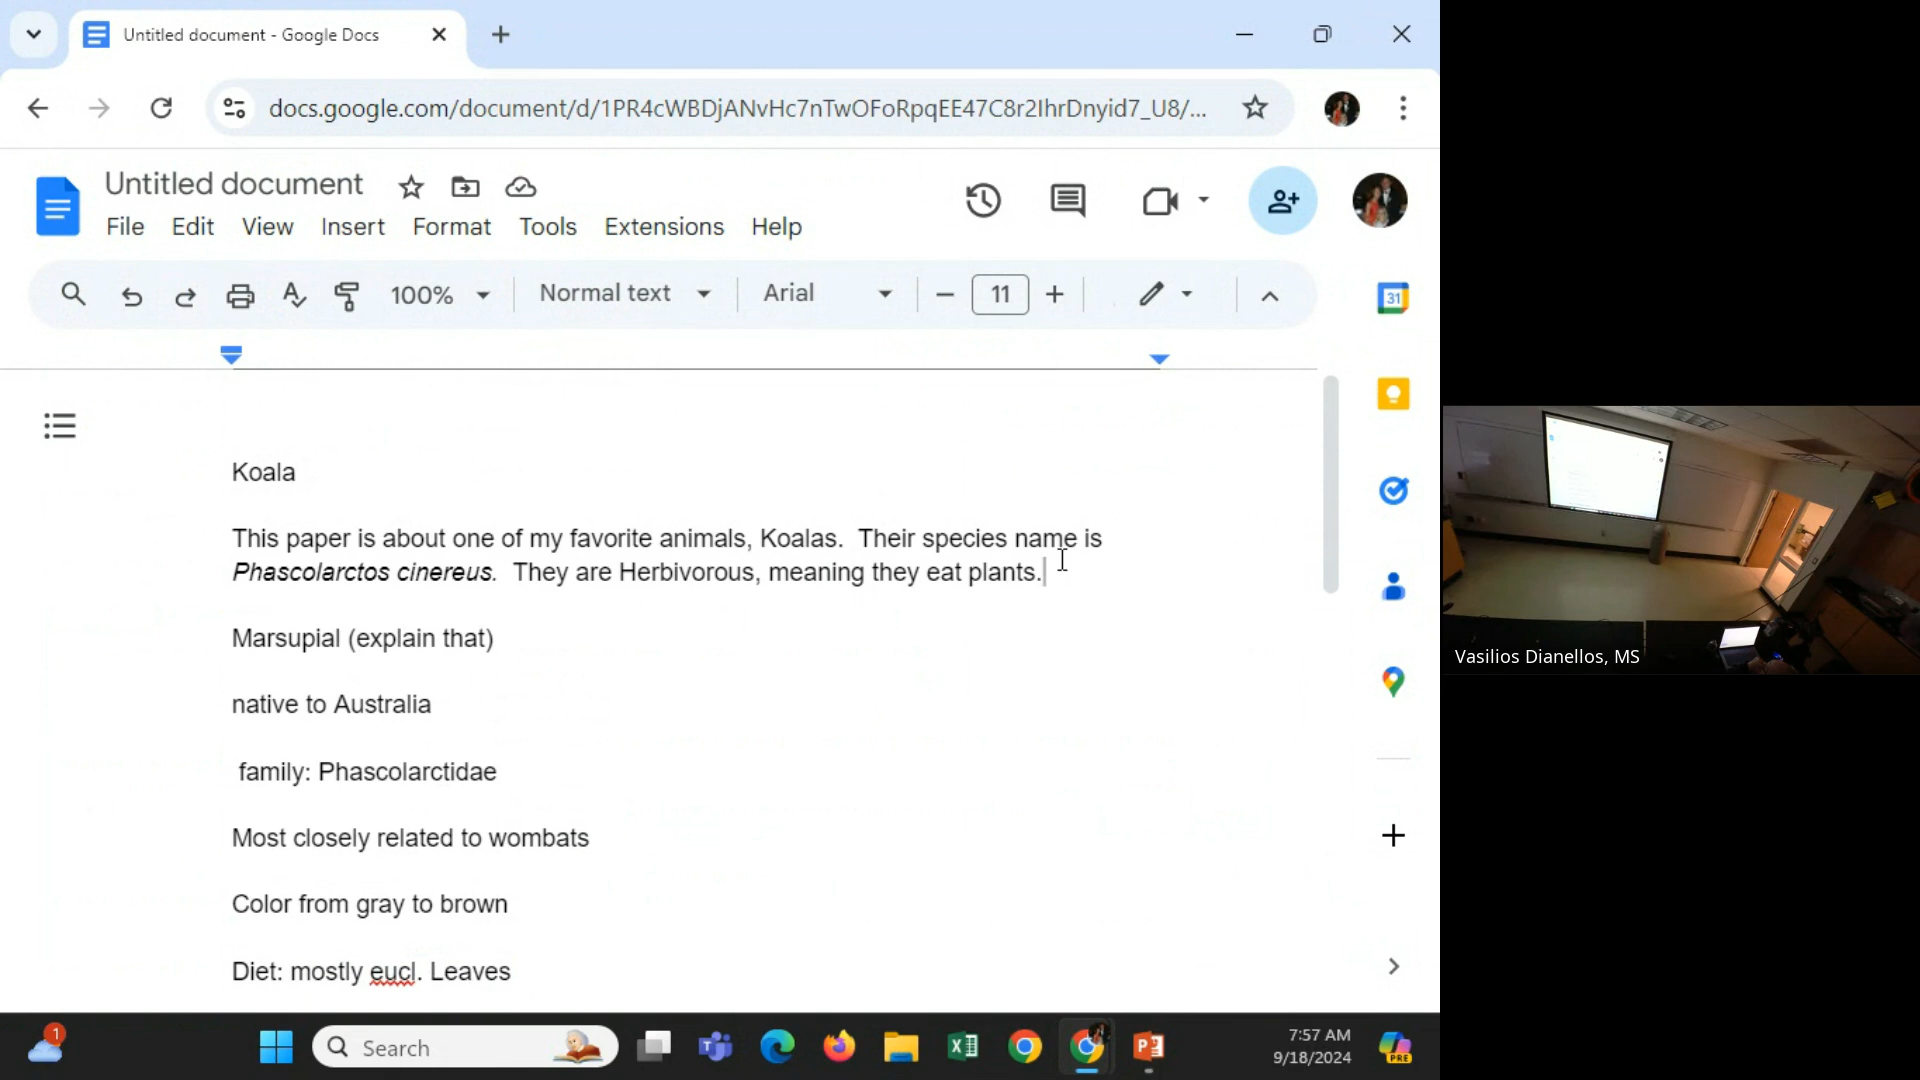 Untitled document - Google Docs
docs.google.com/document/d/1PR4cWBDjANvHc7nTwOFoRpqEE47C8r2IhrDnyid7_U8/...
Untitled document
File Edit View Insert Format Tools Extensions Help
100% Normal text Arial 11
31
Koala
This paper is about one of my favorite animals, Koalas.  Their species name is
Phascolarctos cinereus.  They are Herbivorous, meaning they eat plants.
Marsupial (explain that)
native to Australia
family: Phascolarctidae
Most closely related to wombats
Color from gray to brown
Diet: mostly eucl. Leaves
Vasilios Dianellos, MS
1
Search
7:57 AM
9/18/2024
PRE